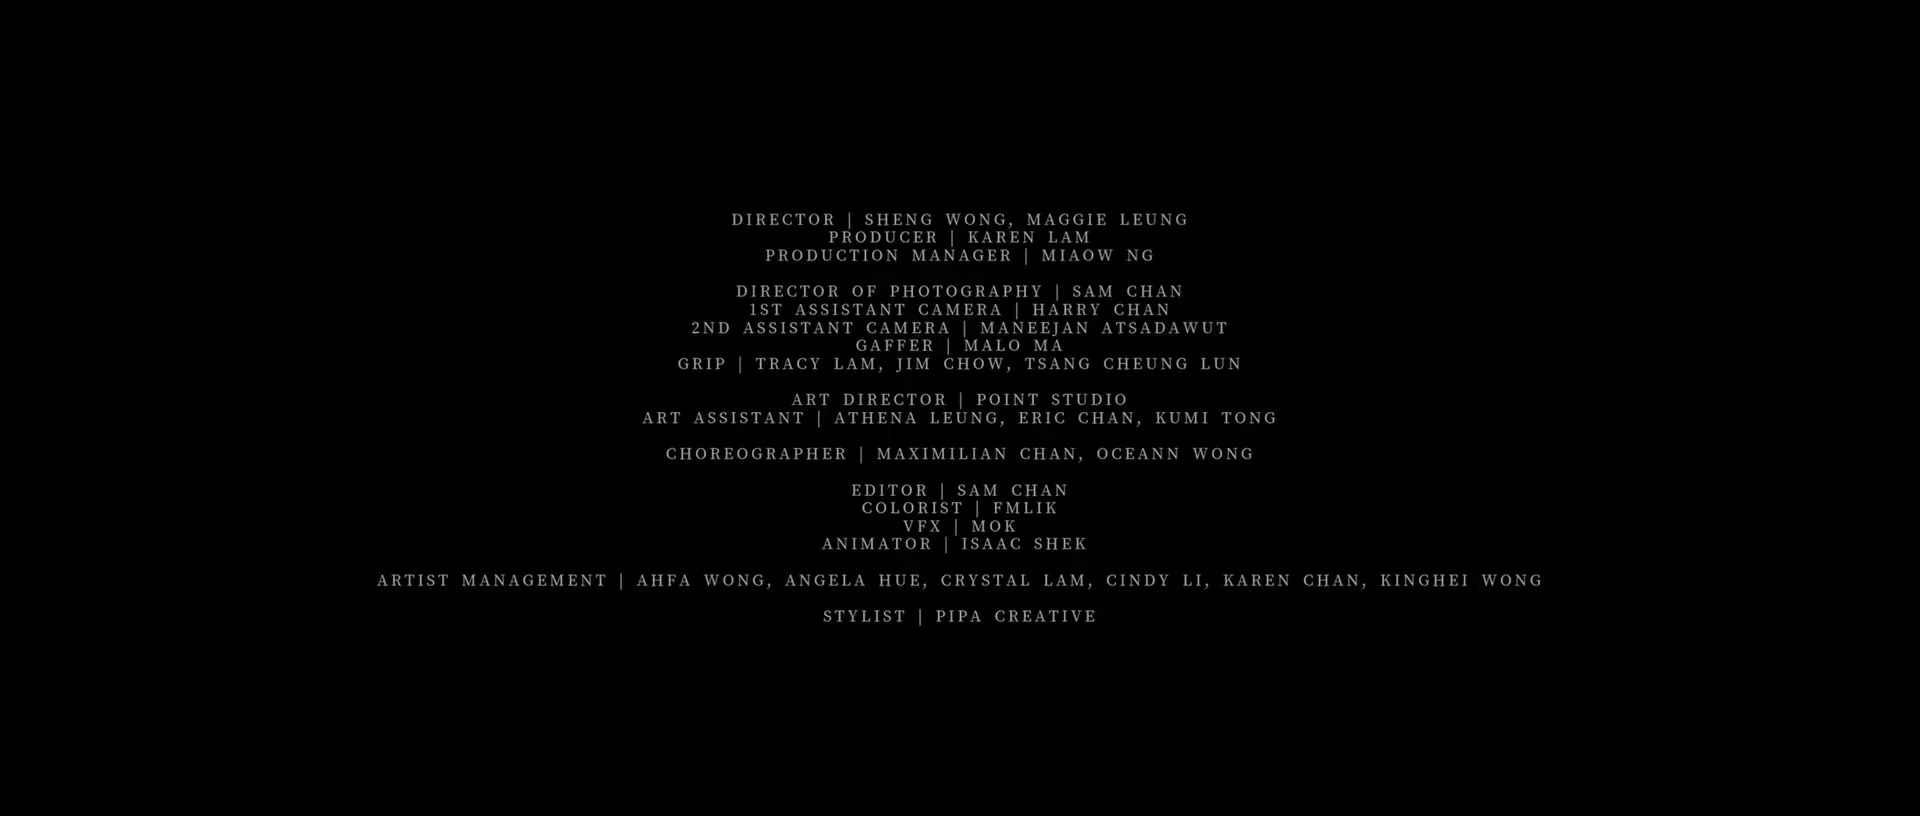 DIRECTOR | SHENG WONG, MAGGIE LEUNG
PRODUCER | KAREN LAM
PRODUCTION MANAGER | MIAOW NG
DIRECTOR OF PHOTOGRAPHY | SAM CHAN
1ST ASSISTANT CAMERA | HARRY CHAN
2ND ASSISTANT CAMERA | MANEEJAN ATSADAWUT
GAFFER | MALO MA
GRIP | TRACY LAM, JIM CHOW, TSANG CHEUNG LUN
ART DIRECTOR | POINT STUDIO
ART ASSISTANT | ATHENA LEUNG, ERIC CHAN, KUMI TONG
CHOREOGRAPHER | MAXIMILIAN CHAN, OCEANN WONG
EDITOR | SAM CHAN
COLORIST | FMLIK
VFX | MOK
ANIMATOR | ISAAC SHEK
ARTIST MANAGEMENT | AHFA WONG, ANGELA HUE, CRYSTAL LAM, CINDY LI, KAREN CHAN, KINGHEI WONG
STYLIST | PIPA CREATIVE